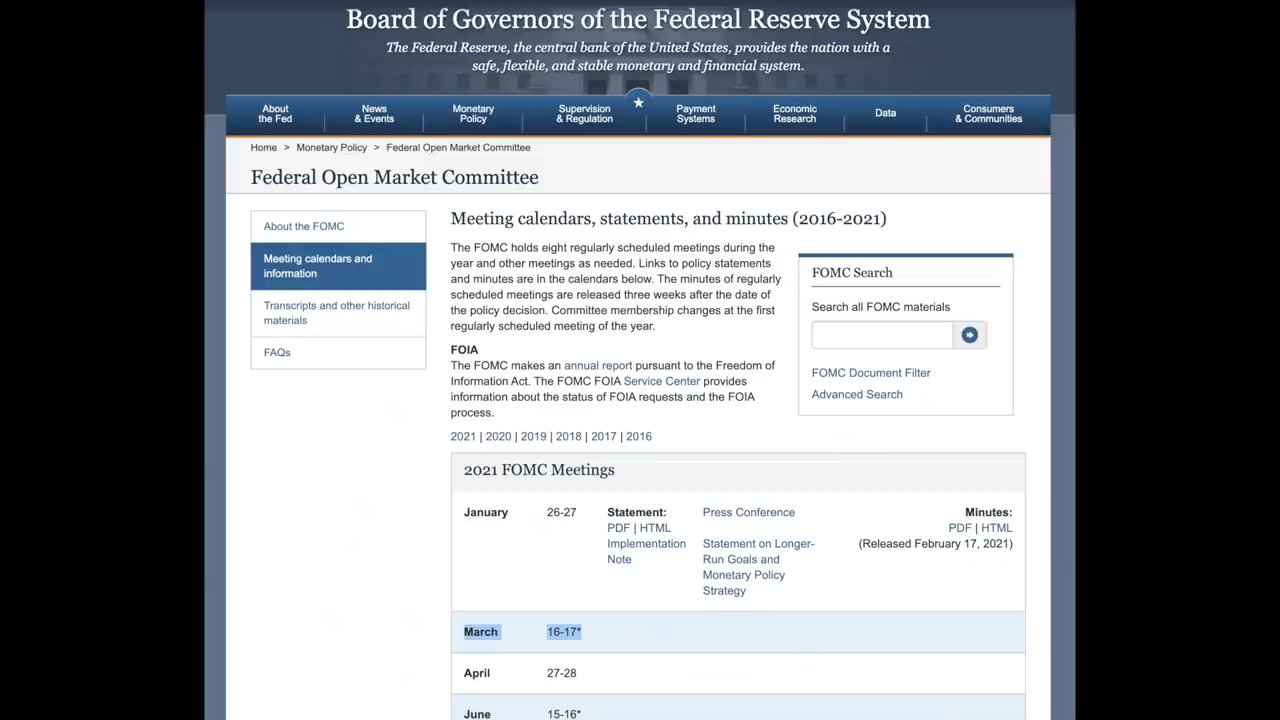 Board of Governors of the Federal Reserve System
The Federal Reserve, the central bank of the United States, provides the nation with a
safe, flexible, and stable monetary and financial system.
About
the Fed
News
& Events
Monetary
Policy
Supervision
& Regulation
Payment
Systems
Economic
Research
Data
Consumers
& Communities
Home > Monetary Policy > Federal Open Market Committee
Federal Open Market Committee
About the FOMC
Meeting calendars and
information
Transcripts and other historical
materials
FAQs
Meeting calendars, statements, and minutes (2016-2021)
The FOMC holds eight regularly scheduled meetings during the
year and other meetings as needed. Links to policy statements
and minutes are in the calendars below. The minutes of regularly
scheduled meetings are released three weeks after the date of
the policy decision. Committee membership changes at the first
regularly scheduled meeting of the year.
FOIA
The FOMC makes an annual report pursuant to the Freedom of
Information Act. The FOMC FOIA Service Center provides
information about the status of FOIA requests and the FOIA
process.
FOMC Search
Search all FOMC materials
FOMC Document Filter
Advanced Search
2021 | 2020 | 2019 | 2018 | 2017 | 2016
2021 FOMC Meetings
January
26-27
Statement:
PDF | HTML
Implementation
Note
Press Conference
Statement on Longer-
Run Goals and
Monetary Policy
Strategy
Minutes:
PDF | HTML
(Released February 17, 2021)
March 16-17*
April 27-28
June 15-16*